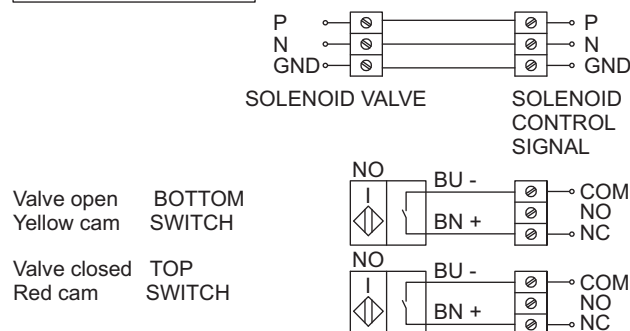 P P
N N
GND GND
SOLENOID VALVE SOLENOID
CONTROL
SIGNAL
NO
Valve open BOTTOM BU - COM
Yellow cam SWITCH NO
BN + NC
NO
Valve closed TOP BU - COM
Red cam SWITCH NO
BN + NC